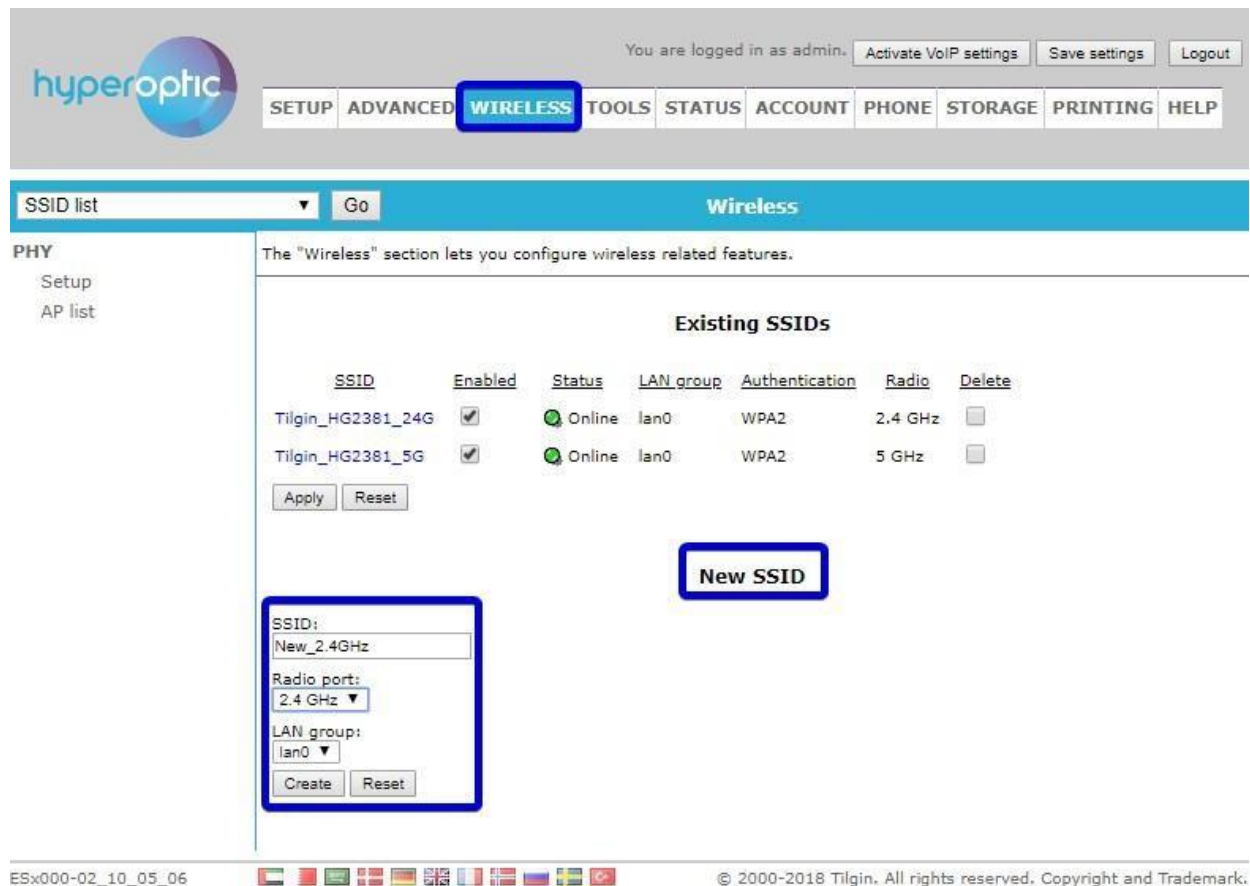 hyperoptic
You are logged in as admin. Activate VoIP settings Save settings Logout
SETUP ADVANCED WIRELESS TOOLS STATUS ACCOUNT PHONE STORAGE PRINTING HELP
SSID list Go Wireless
PHY
Setup
AP list
The "Wireless" section lets you configure wireless related features.
Existing SSIDs
SSID Enabled Status LAN group Authentication Radio Delete
Tilgin_HG2381_24G Online lan0 WPA2 2.4 GHz
Tilgin_HG2381_5G Online lan0 WPA2 5 GHz
Apply Reset
New SSID
SSID:
New_2.4GHz
Radio port:
2.4 GHz
LAN group:
lan0
Create Reset
ESx000-02_10_05_06 © 2000-2018 Tilgin. All rights reserved. Copyright and Trademark.